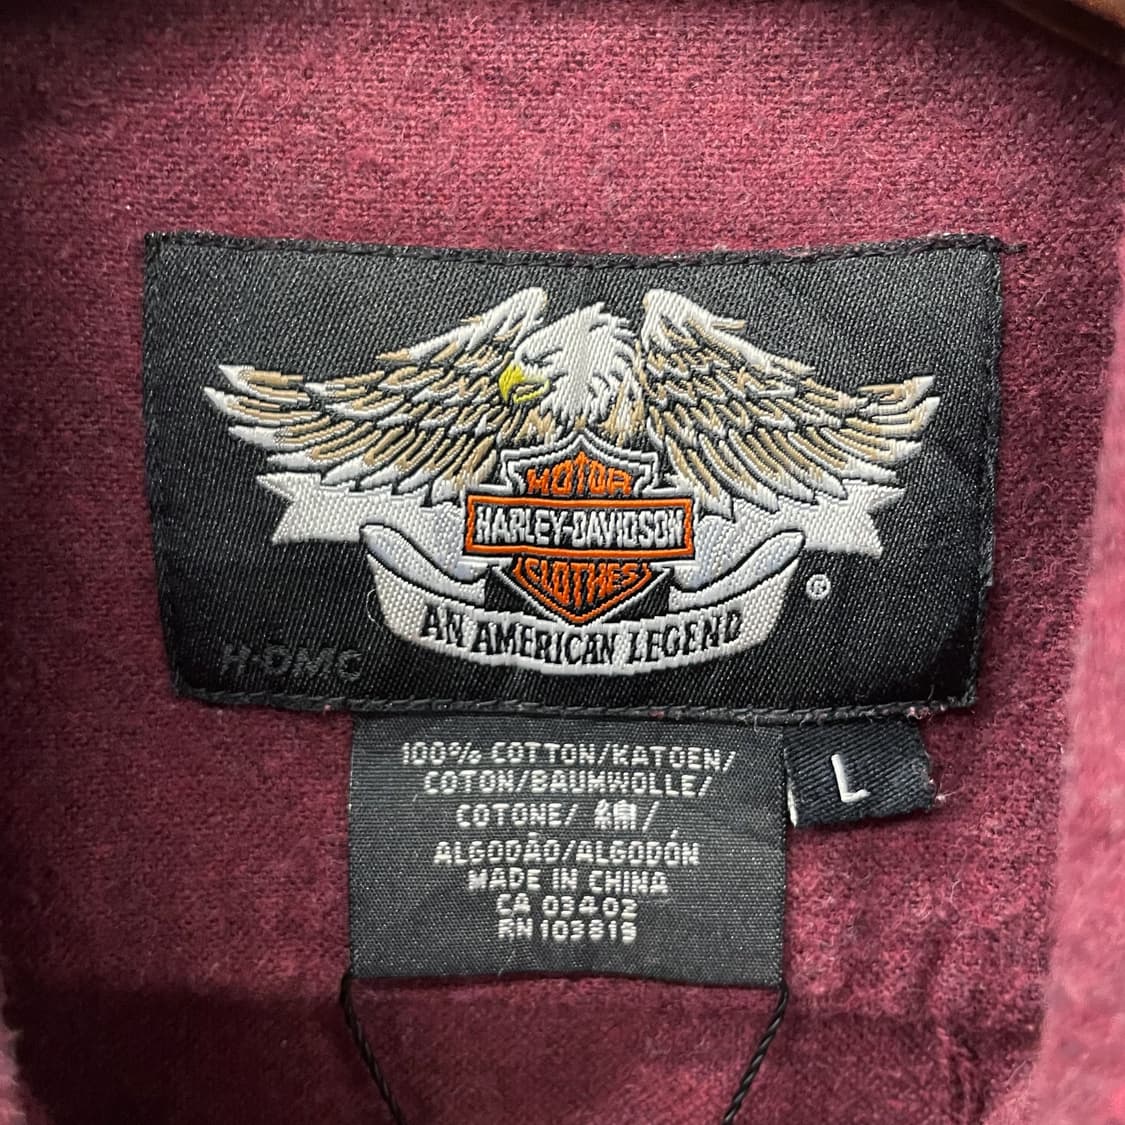 MOTOR
HARLEY-DAVIDSON
CLOTHES
AN AMERICAN LEGEND
®
H-DMC
100% COTTON/KATOEN/
COTON/BAUMWOLLE/
COTONE/ 綿/
ALGODÃO/ALGODÓN
MADE IN CHINA
CA 03402
RN 103819
L